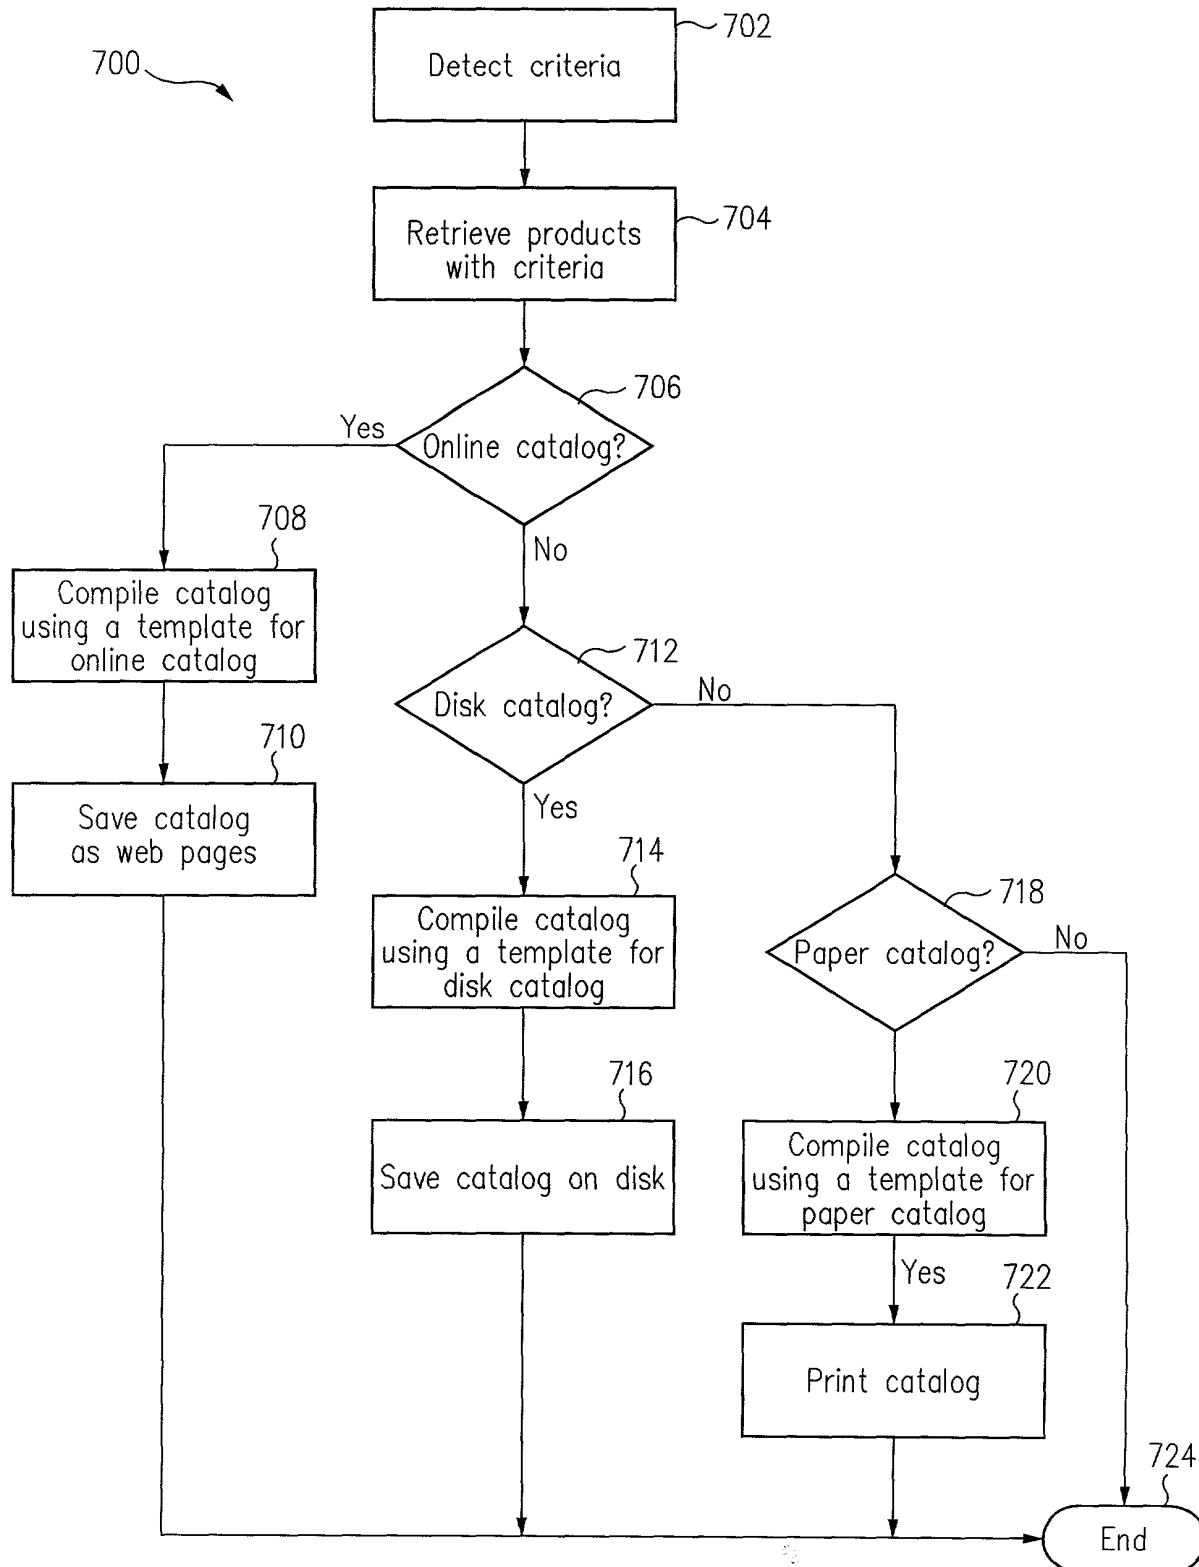 702
Detect criteria
700
704
Retrieve products
with criteria
706
Yes
Online catalog?
No
708
Compile catalog
using a template for
online catalog
712
Disk catalog?
No
710
Save catalog
as web pages
Yes
714
Compile catalog
using a template for
disk catalog
718
Paper catalog?
No
716
Save catalog on disk
720
Compile catalog
using a template for
paper catalog
Yes
722
Print catalog
724
End